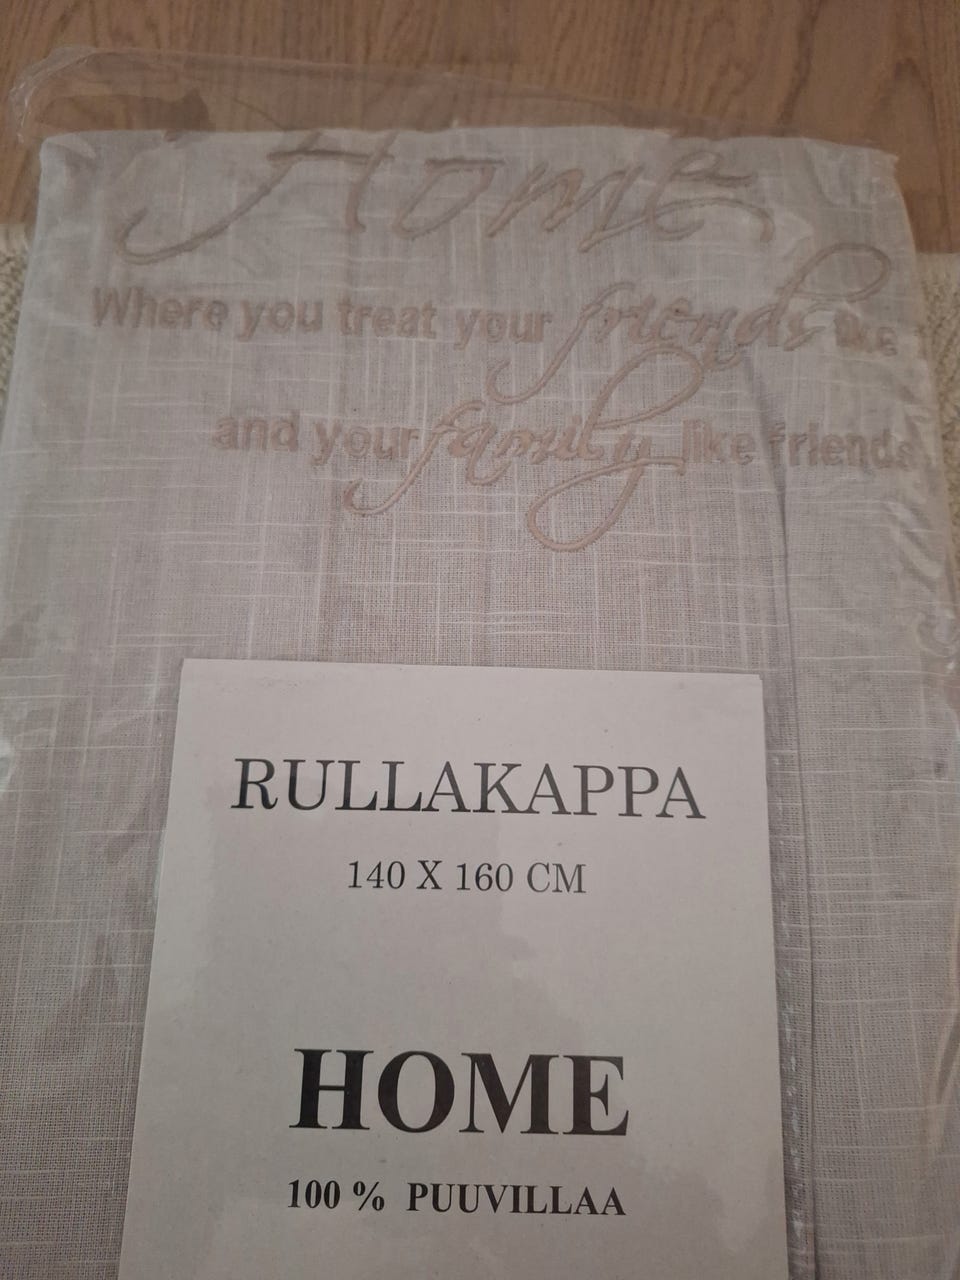 Home
Where you treat your friends like
and your family like friends
RULLAKAPPA
140 X 160 CM
HOME
100 % PUUVILLAA